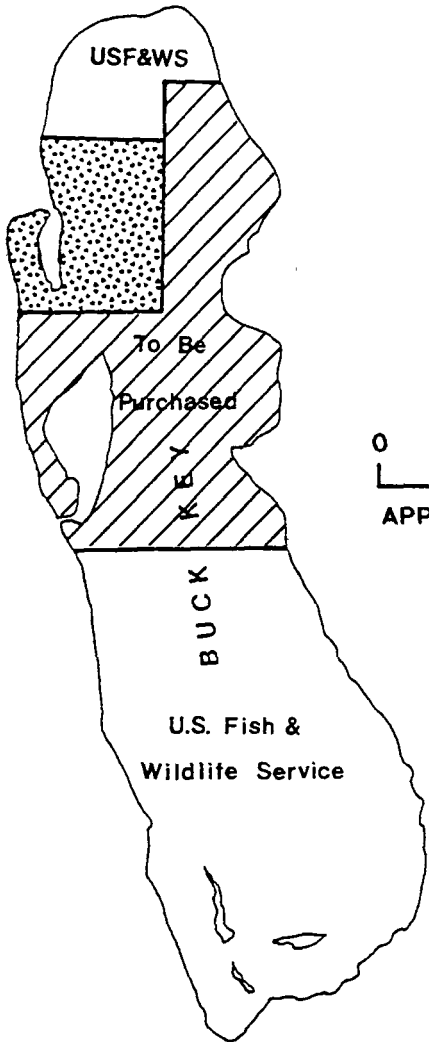 USF&WS
To Be
Purchased
0
APP
BUCK KEY
U.S. Fish &
Wildlife Service